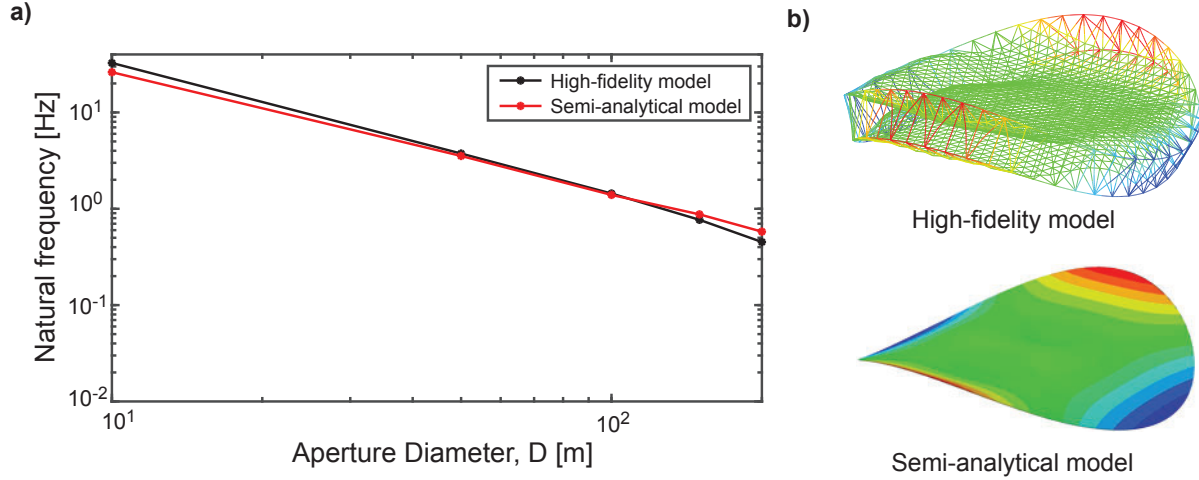 a)
Natural frequency [Hz]
10^1
10^0
10^-1
10^-2
10^1
10^2
Aperture Diameter, D [m]
High-fidelity model
Semi-analytical model
b)
High-fidelity model
Semi-analytical model